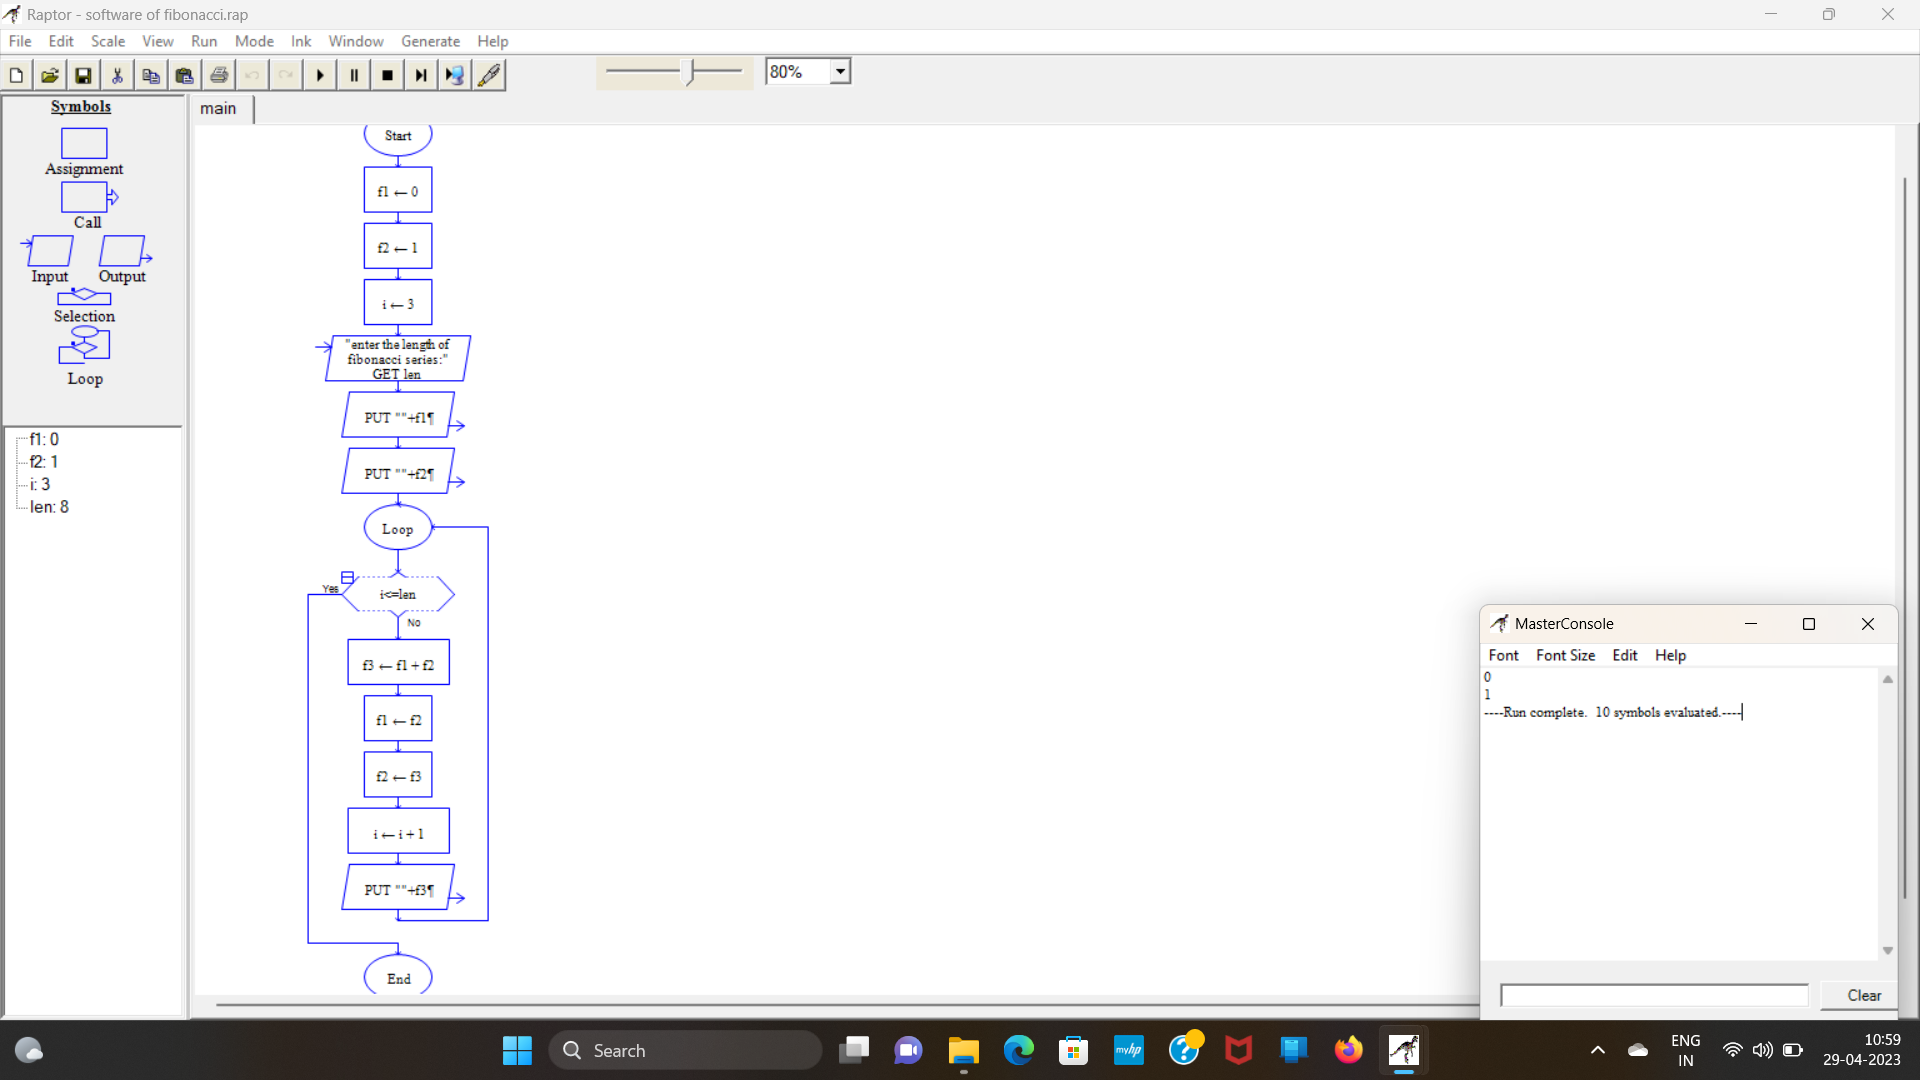 Raptor - software of fibonacci.rap
File Edit Scale View Run Mode Ink Window Generate Help
80%
Symbols
Assignment
Call
Input Output
Selection
Loop
f1: 0
f2: 1
i: 3
len: 8
main
Start
f1 ← 0
f2 ← 1
i ← 3
"enter the length of
fibonacci series:"
GET len
PUT ""+f1¶
PUT ""+f2¶
Loop
Yes
i<=len
No
f3 ← f1 + f2
f1 ← f2
f2 ← f3
i ← i + 1
PUT ""+f3¶
End
MasterConsole
Font Font Size Edit Help
0
1
----Run complete. 10 symbols evaluated.----
Clear
Search
myhp
ENG
IN
10:59
29-04-2023